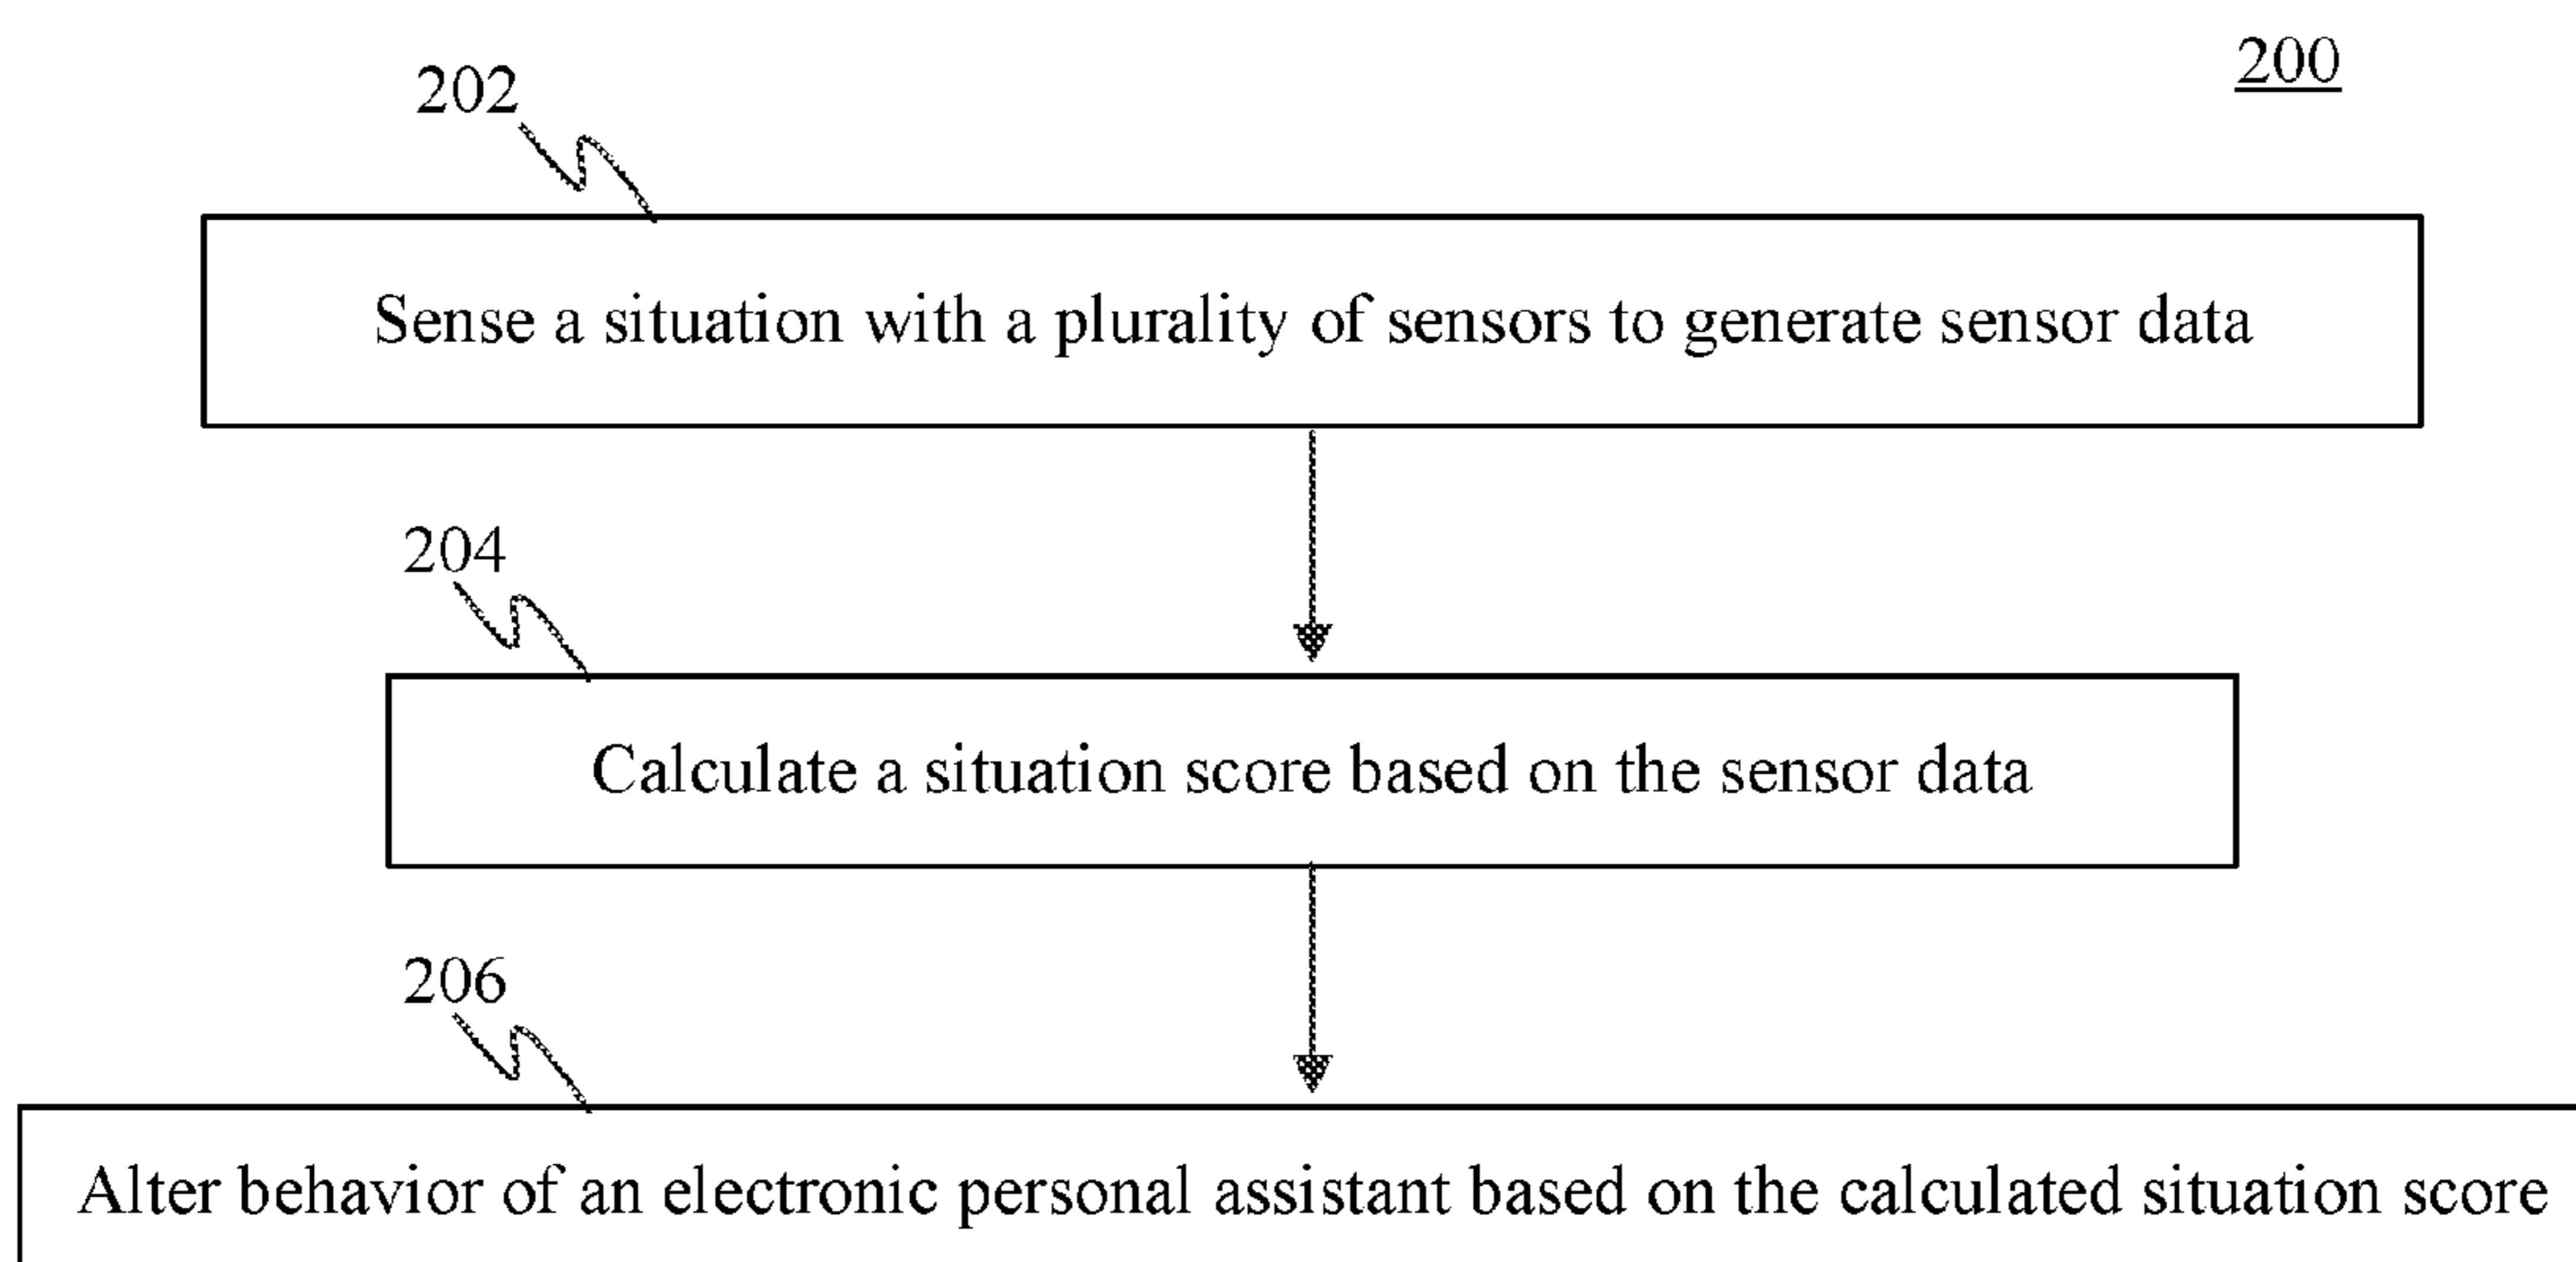 200
202
Sense a situation with a plurality of sensors to generate sensor data
204
Calculate a situation score based on the sensor data
206
Alter behavior of an electronic personal assistant based on the calculated situation score